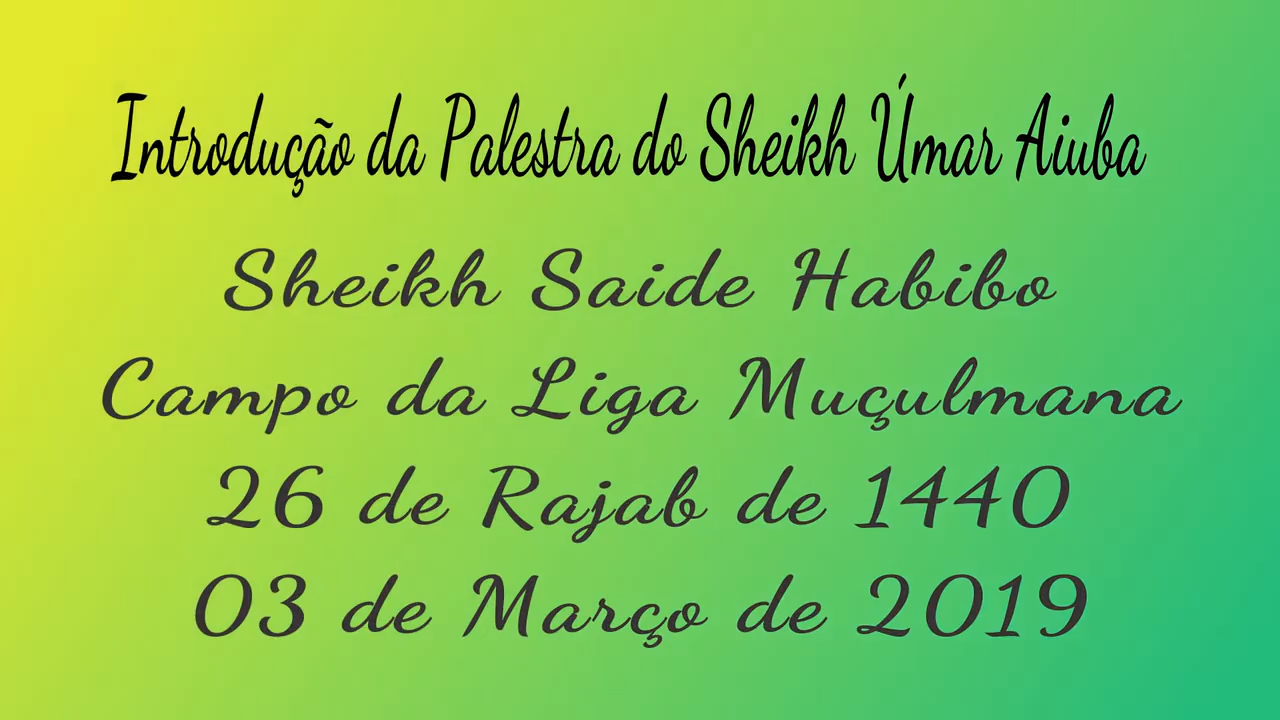 Introdução da Palestra do Sheikh Úmar Aiuba
Sheikh Saide Habibo
Campo da Liga Muçulmana
26 de Rajab de 1440
03 de Março de 2019